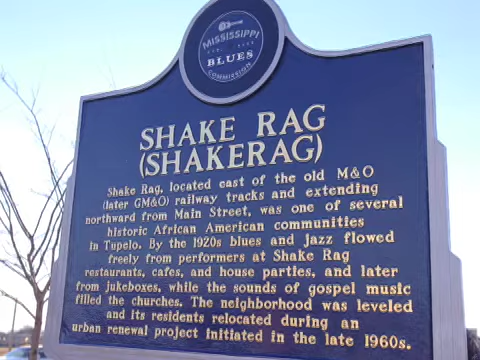 MISSISSIPPI
BLUES
COMMISSION
SHAKE RAG
(SHAKERAG)
Shake Rag, located east of the old M&O
(later GM&O) railway tracks and extending
northward from Main Street, was one of several
historic African American communities
in Tupelo. By the 1920s blues and jazz flowed
freely from performers at Shake Rag
restaurants, cafes, and house parties, and later
from jukeboxes, while the sounds of gospel music
filled the churches. The neighborhood was leveled
and its residents relocated during an
urban renewal project initiated in the late 1960s.